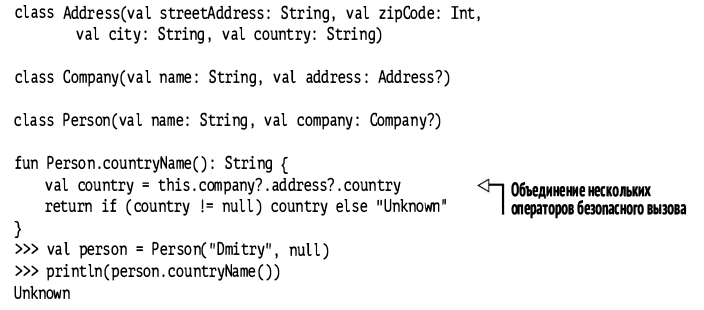 class Address(val streetAddress: String, val zipCode: Int,
        val city: String, val country: String)
class Company(val name: String, val address: Address?)
class Person(val name: String, val company: Company?)
fun Person.countryName(): String {
    val country = this.company?.address?.country
    return if (country != null) country else "Unknown"
}
Объединение нескольких
операторов безопасного вызова
>>> val person = Person("Dmitry", null)
>>> println(person.countryName())
Unknown